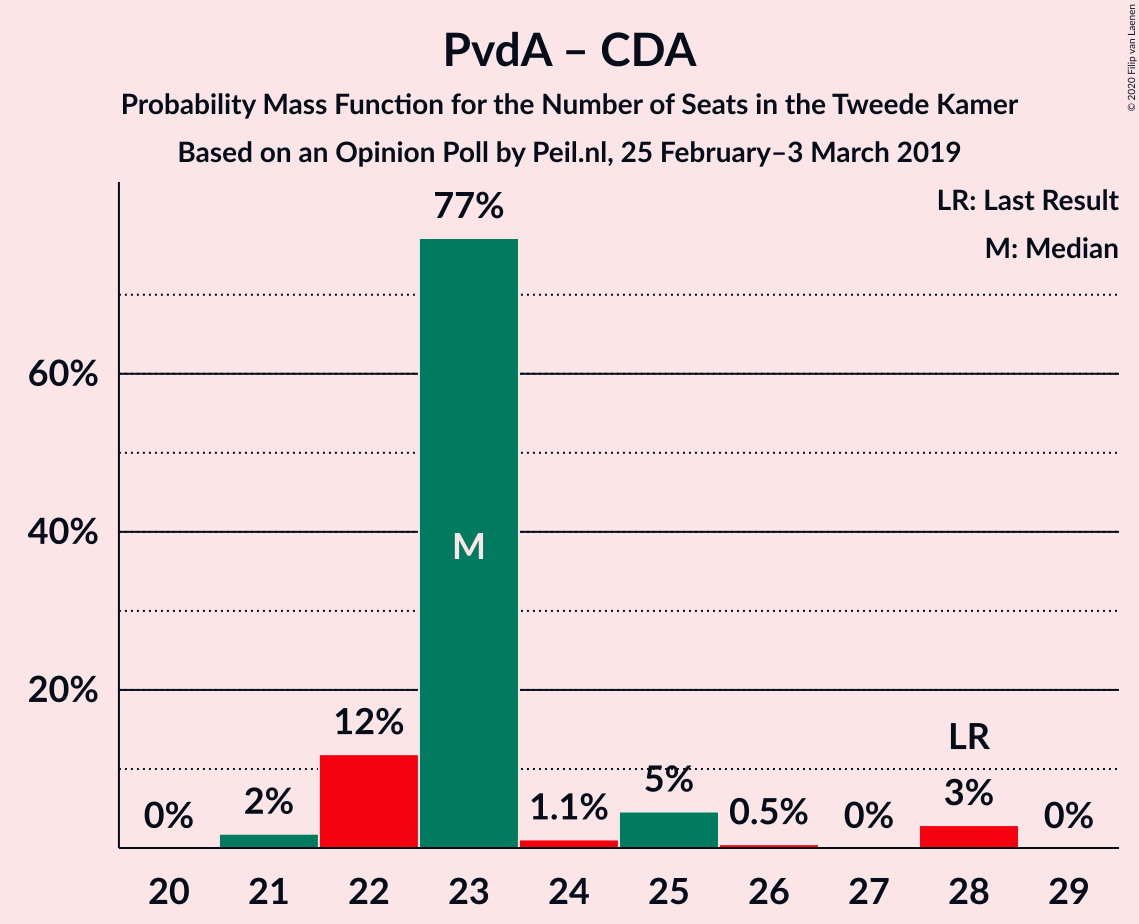 PvdA – CDA
Probability Mass Function for the Number of Seats in the Tweede Kamer
Based on an Opinion Poll by Peil.nl, 25 February–3 March 2019
© 2020 Filip van Laenen
LR: Last Result
M: Median
77%
60%
40%
M
20%
12%
LR
0%
2%
1.1%
5%
0.5%
0%
3%
0%
20 21 22 23 24 25 26 27 28 29